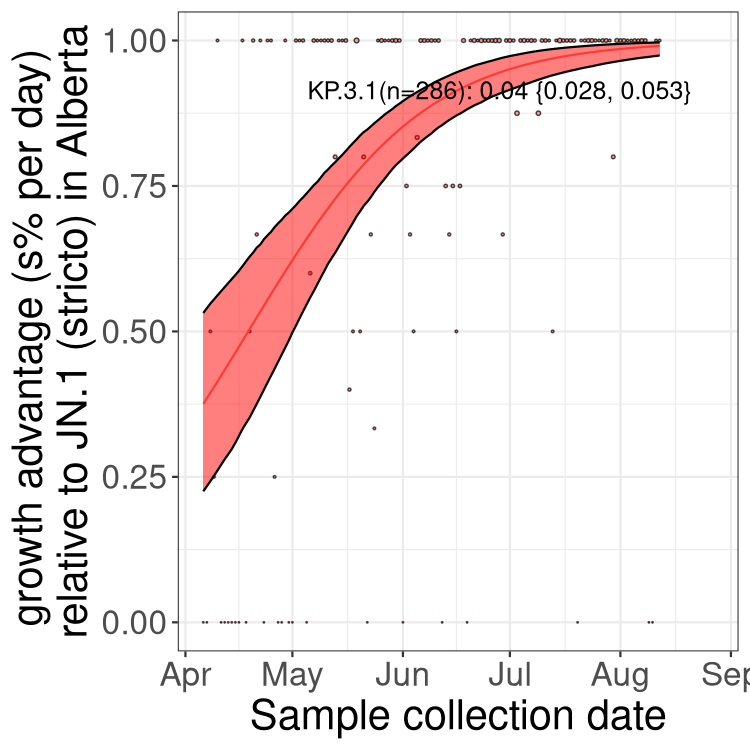 growth advantage (s% per day)
relative to JN.1 (stricto) in Alberta
1.00
0.75
0.50
0.25
0.00
KP.3.1(n=286): 0.04 {0.028, 0.053}
Apr May Jun Jul Aug Sep
Sample collection date